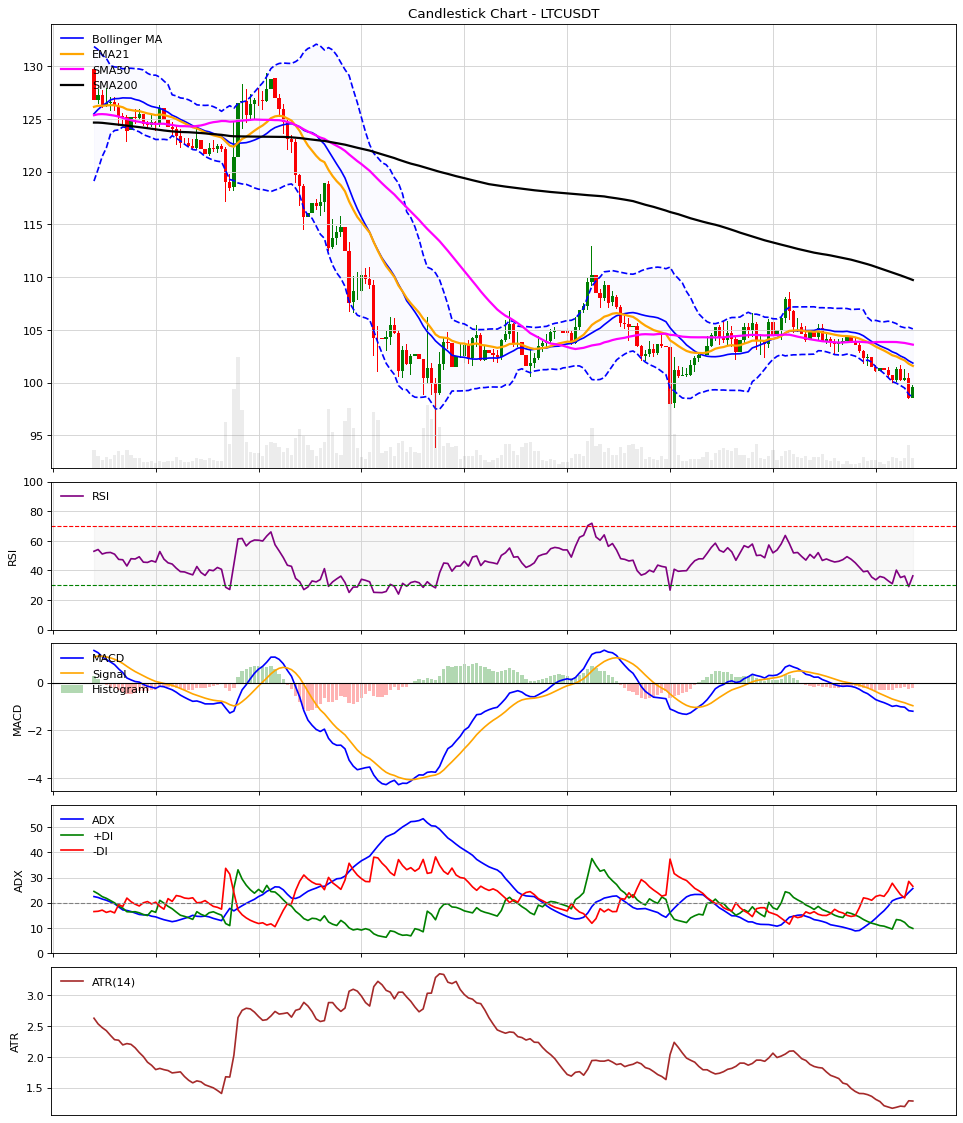 Candlestick Chart - LTCUSDT
Bollinger MA
EMA21
SMA50
SMA200
130
125
120
115
110
105
100
95
RSI
100
80
60
40
20
0
RSI
MACD
Signal
Histogram
0
−2
−4
MACD
ADX
+DI
-DI
50
40
30
20
10
0
ADX
ATR(14)
3.0
2.5
2.0
1.5
ATR